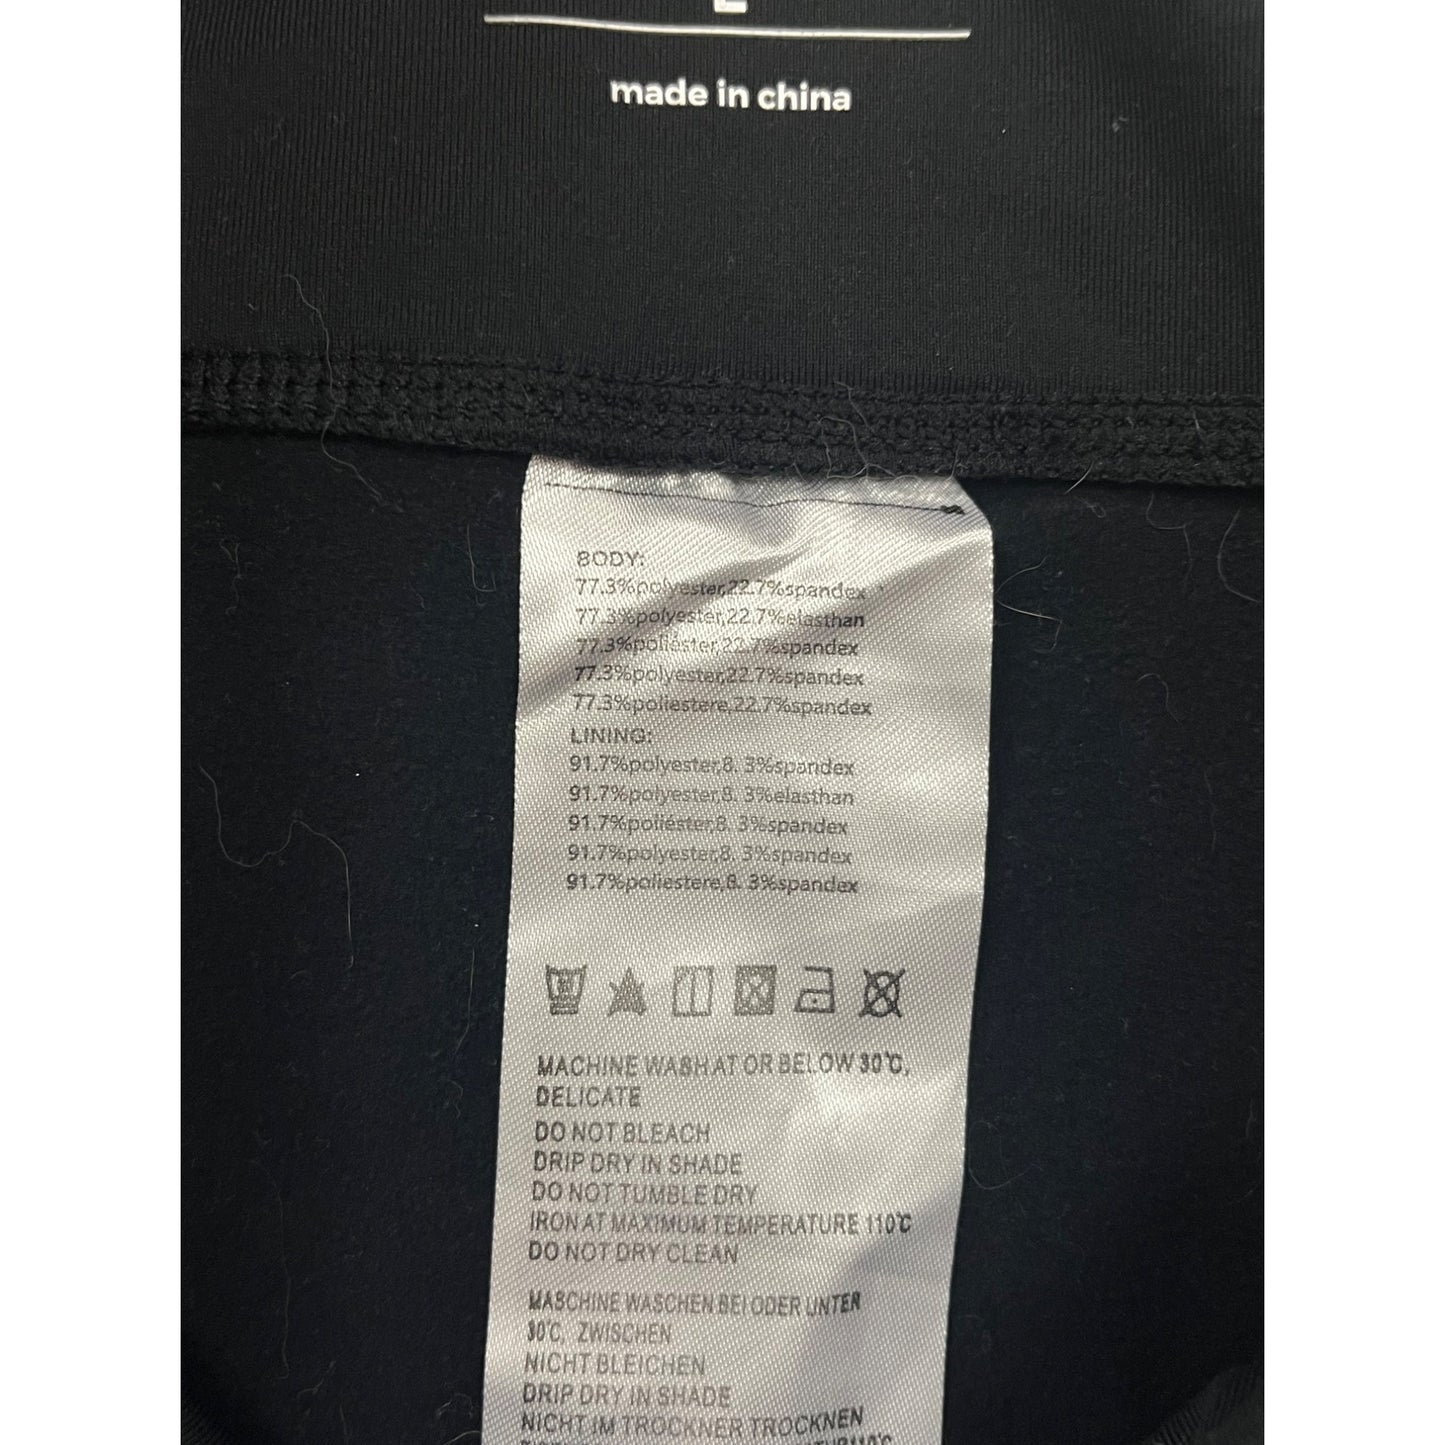 made in china
BODY:
77.3%polyester,22.7%spandex
77.3%polyester,22.7%elasthan
77.3%poliéster,22.7%spandex
77.3%polyester,22.7%spandex
77.3%poliestere,22.7%spandex
LINING:
91.7%polyester,8. 3%spandex
91.7%polyester,8. 3%elasthan
91.7%poliéster,8. 3%spandex
91.7%polyester,8. 3%spandex
91.7%poliestere,8. 3%spandex
30
MACHINE WASH AT OR BELOW 30℃,
DELICATE
DO NOT BLEACH
DRIP DRY IN SHADE
DO NOT TUMBLE DRY
IRON AT MAXIMUM TEMPERATURE 110℃
DO NOT DRY CLEAN
MASCHINE WASCHEN BEI ODER UNTER
30℃, ZWISCHEN
NICHT BLEICHEN
DRIP DRY IN SHADE
NICHT IM TROCKNER TROCKNEN